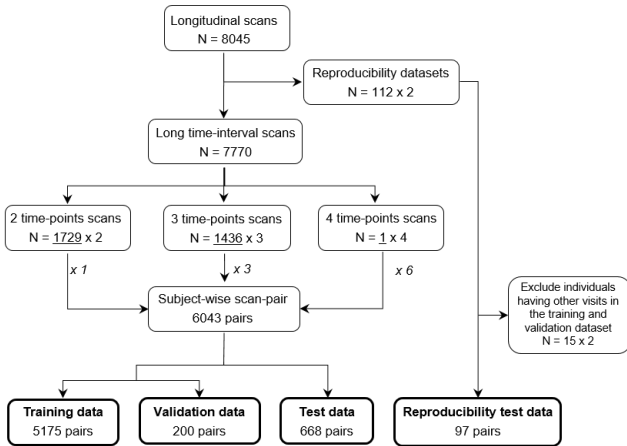 Longitudinal scans
N = 8045
Reproducibility datasets
N = 112 x 2
Long time-interval scans
N = 7770
2 time-points scans
N = 1729 x 2
3 time-points scans
N = 1436 x 3
4 time-points scans
N = 1 x 4
x 1
x 3
x 6
Subject-wise scan-pair
6043 pairs
Exclude individuals
having other visits in
the training and
validation dataset
N = 15 x 2
Training data
5175 pairs
Validation data
200 pairs
Test data
668 pairs
Reproducibility test data
97 pairs